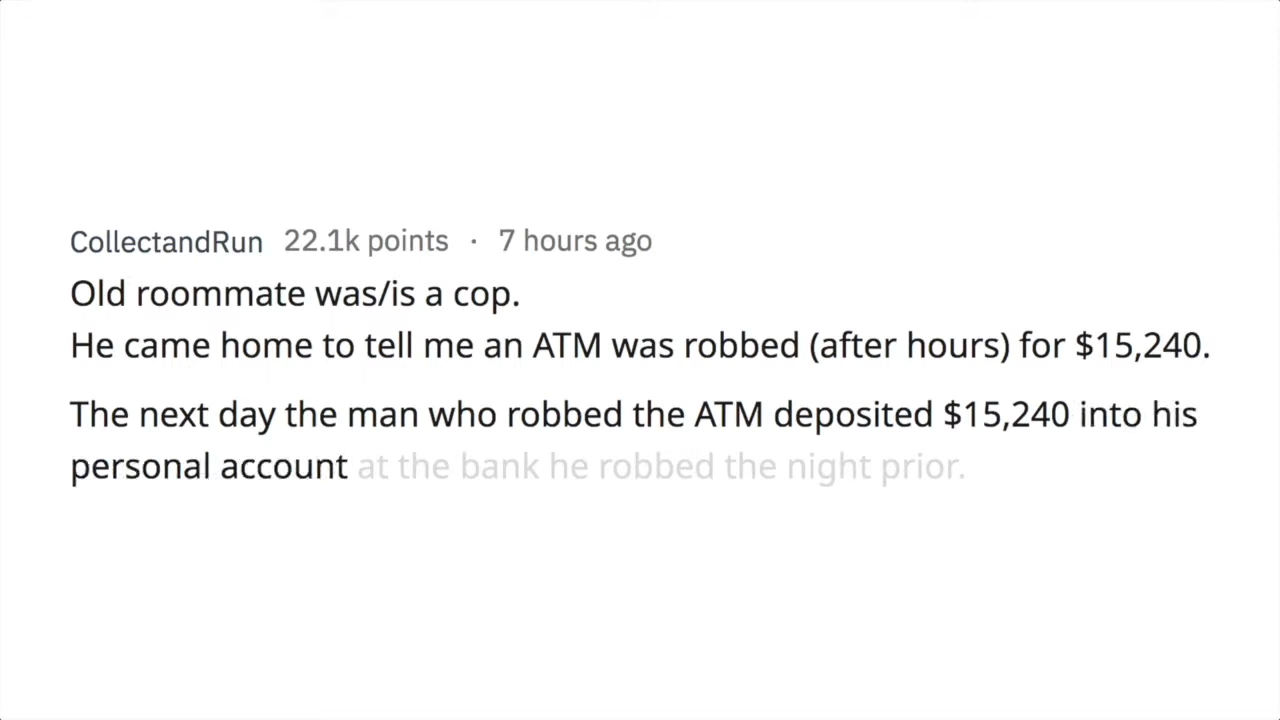 CollectandRun 22.1k points · 7 hours ago
Old roommate was/is a cop.
He came home to tell me an ATM was robbed (after hours) for $15,240.
The next day the man who robbed the ATM deposited $15,240 into his
personal account at the bank he robbed the night prior.